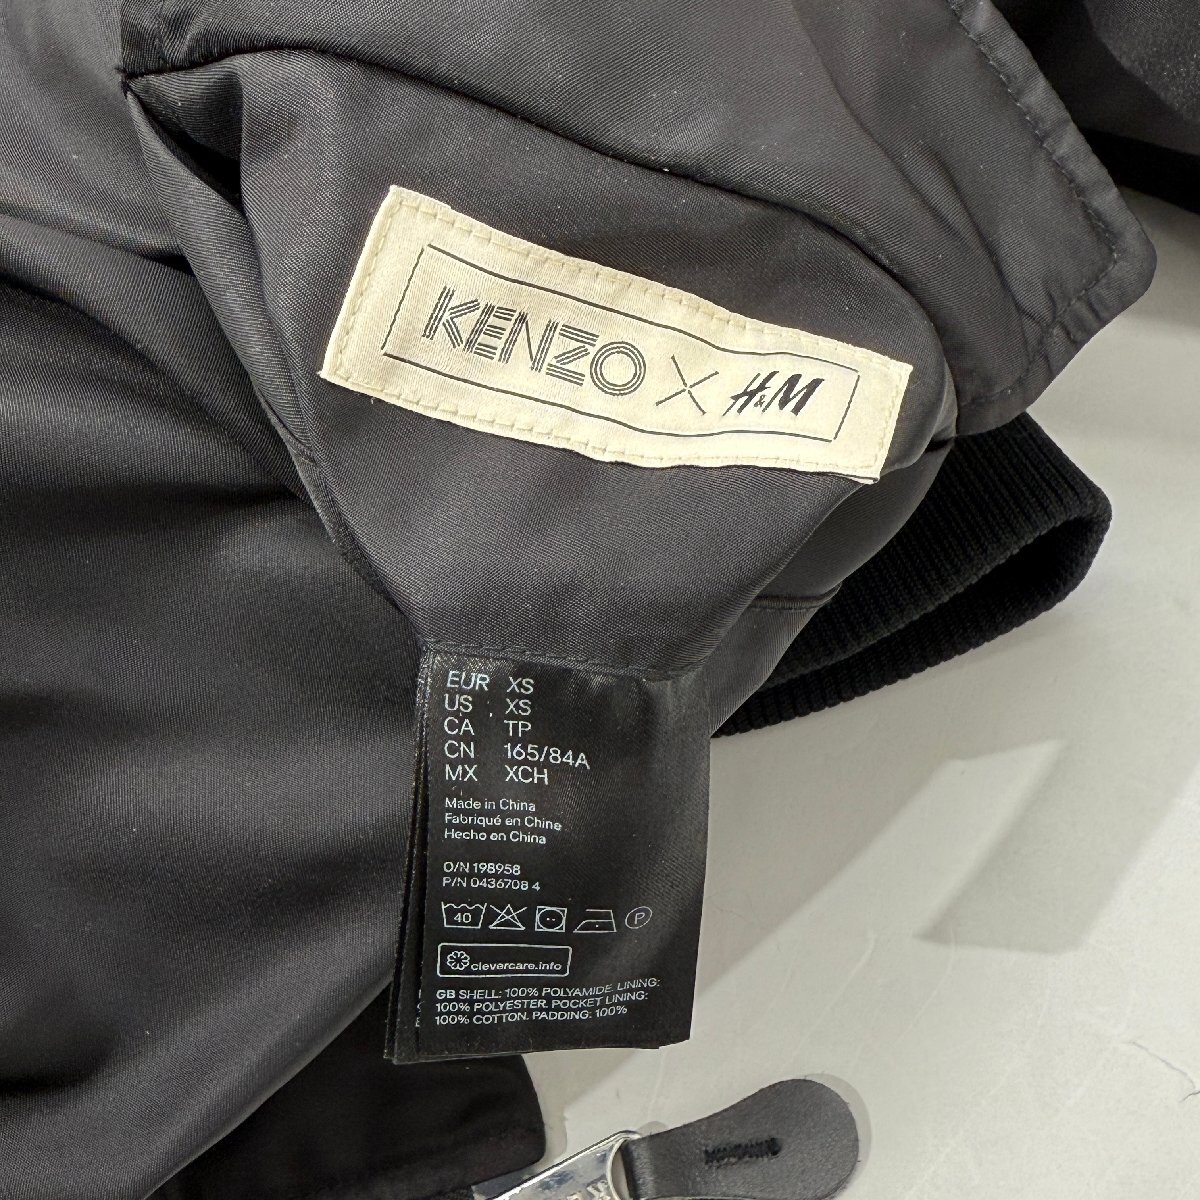 KENZO X H&M
EUR XS
US XS
CA TP
CN 165/84A
MX XCH
Made in China
Fabriqué en Chine
Hecho en China
O/N 198958
P/N 0436708 4
40
P
clevercare.info
GB SHELL: 100% POLYAMIDE. LINING:
100% POLYESTER. POCKET LINING:
100% COTTON. PADDING: 100%